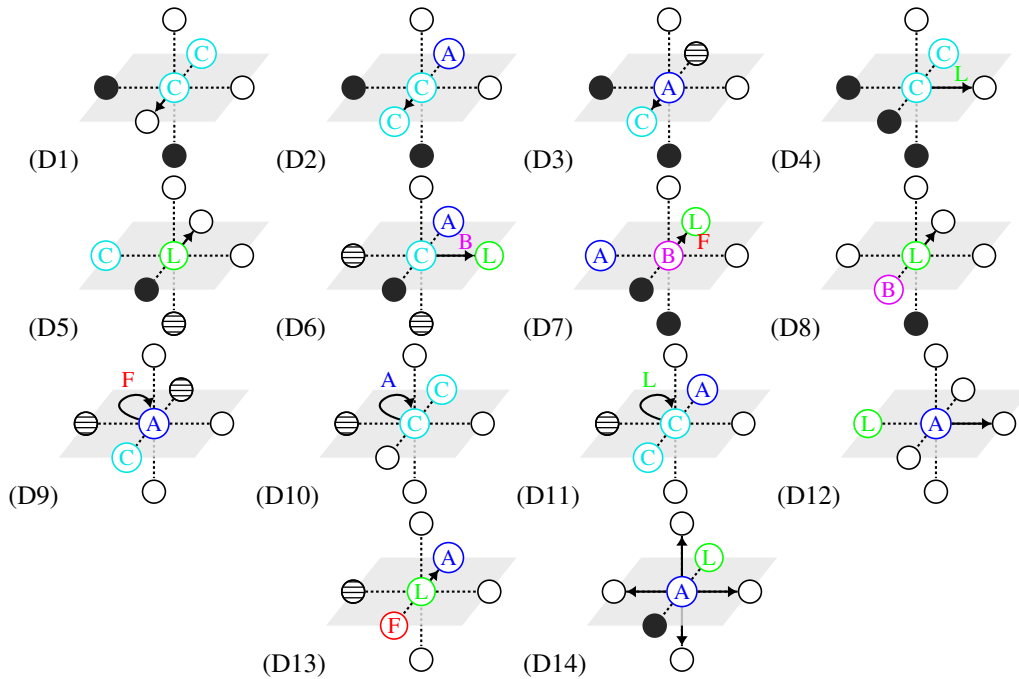 C A
C C C A C L C
C C
(D1) (D2) (D3) (D4)
A L
C L C B L A B F L
B
(D5) (D6) (D7) (D8)
F A C L A
A C C L A
C C
(D9) (D10) (D11) (D12)
A L
L A
F
(D13) (D14)